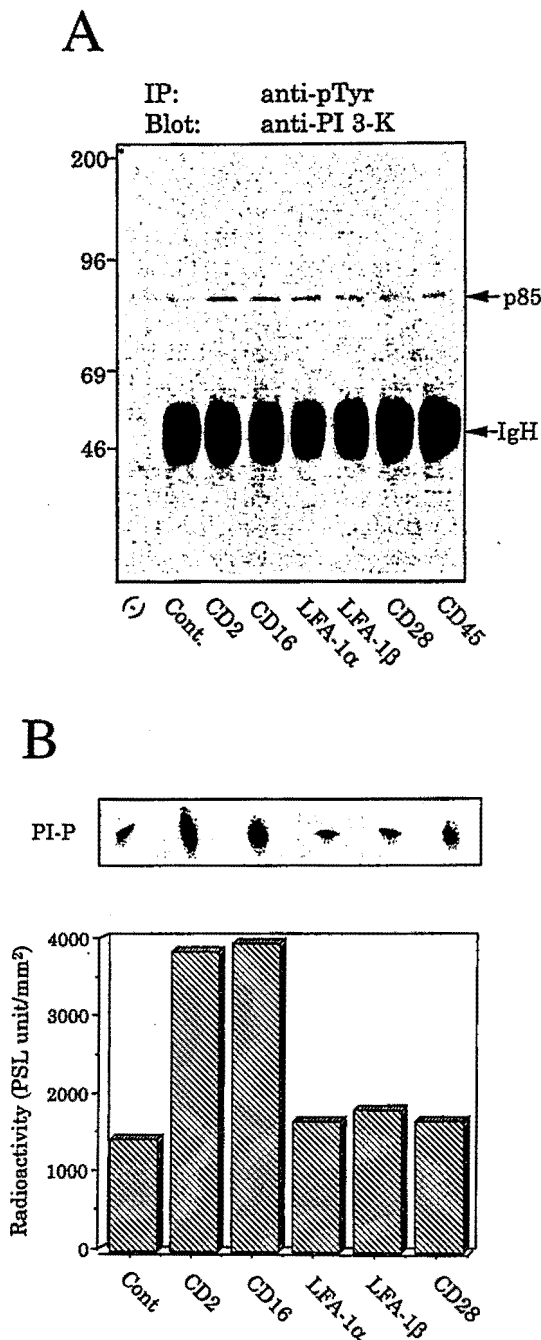 A
IP: anti-pTyr
Blot: anti-PI 3-K
200
96
p85
69
IgH
46
(-) Cont. CD2 CD16 LFA-1α LFA-1β CD28 CD45
B
PI-P
Radioactivity (PSL unit/mm²)
4000
3000
2000
1000
0
Cont CD2 CD16 LFA-1α LFA-1β CD28